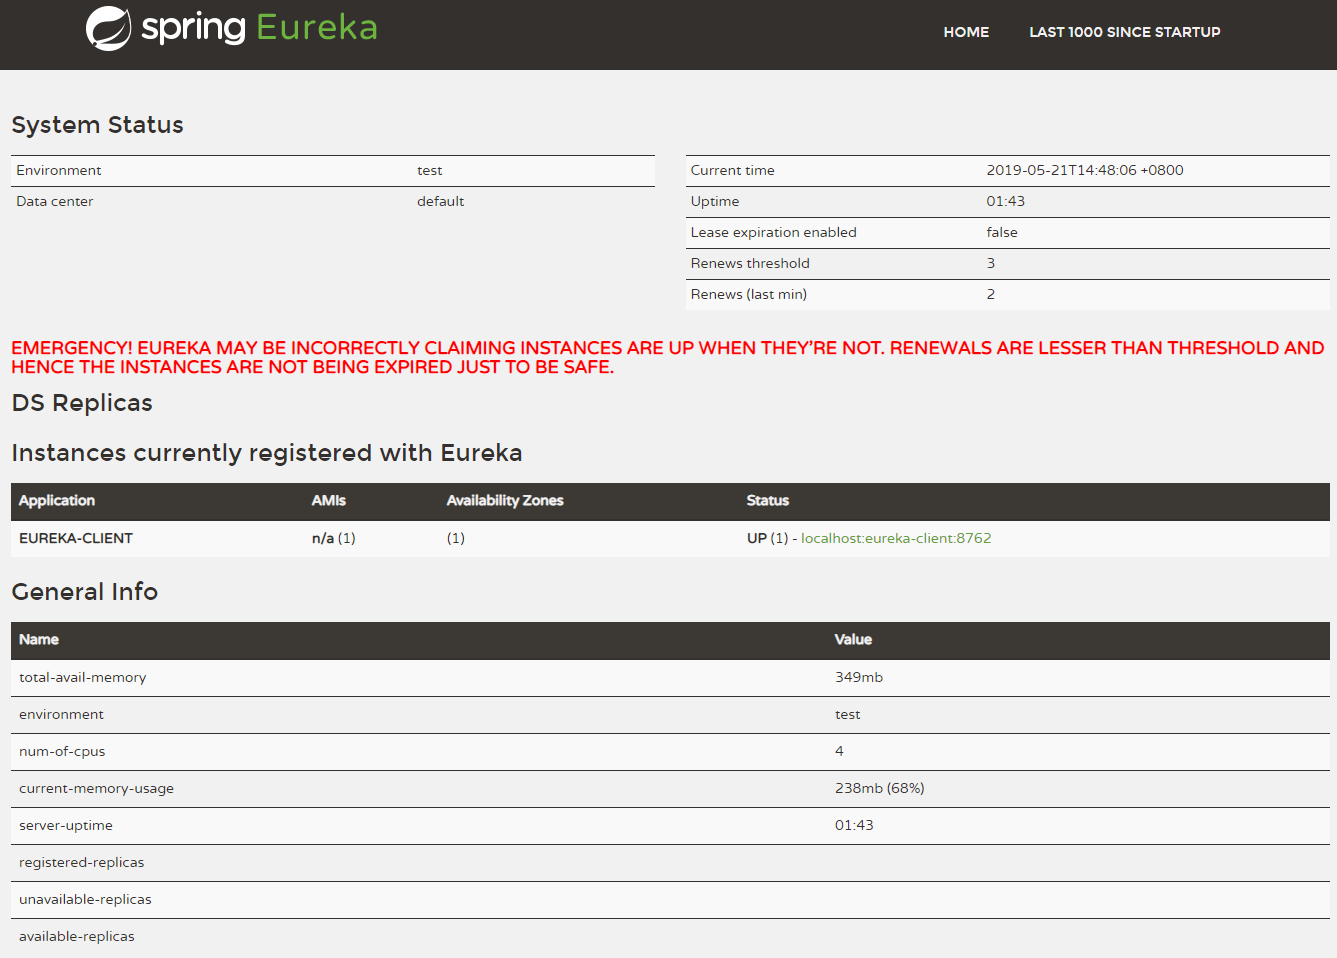 spring Eureka
HOME LAST 1000 SINCE STARTUP
System Status
Environment test
Data center default
Current time 2019-05-21T14:48:06 +0800
Uptime 01:43
Lease expiration enabled false
Renews threshold 3
Renews (last min) 2
EMERGENCY! EUREKA MAY BE INCORRECTLY CLAIMING INSTANCES ARE UP WHEN THEY'RE NOT. RENEWALS ARE LESSER THAN THRESHOLD AND
HENCE THE INSTANCES ARE NOT BEING EXPIRED JUST TO BE SAFE.
DS Replicas
Instances currently registered with Eureka
Application AMIs Availability Zones Status
EUREKA-CLIENT n/a (1) (1) UP (1) - localhost:eureka-client:8762
General Info
Name Value
total-avail-memory 349mb
environment test
num-of-cpus 4
current-memory-usage 238mb (68%)
server-uptime 01:43
registered-replicas
unavailable-replicas
available-replicas